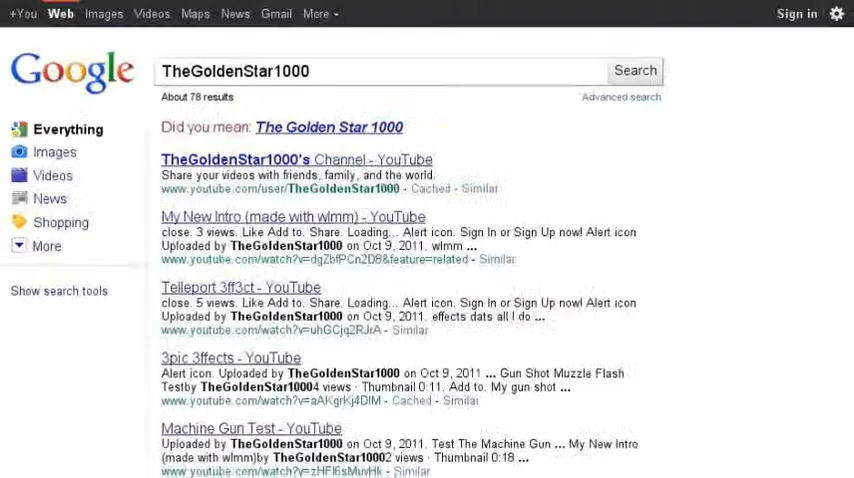 +You Web Images Videos Maps News Gmail More Sign in
Google
TheGoldenStar1000 Search
About 78 results Advanced search
Everything
Images
Videos
News
Shopping
More
Show search tools
Did you mean: The Golden Star 1000
TheGoldenStar1000's Channel - YouTube
Share your videos with friends, family, and the world.
www.youtube.com/user/TheGoldenStar1000 - Cached - Similar
My New Intro (made with wlmm) - YouTube
close. 3 views. Like Add to. Share. Loading... Alert icon. Sign In or Sign Up now! Alert icon
Uploaded by TheGoldenStar1000 on Oct 9, 2011. wlmm ...
www.youtube.com/watch?v=dgZbfPCn2D8&feature=related - Similar
Telleport 3ff3ct - YouTube
close. 5 views. Like Add to. Share. Loading... Alert icon. Sign In or Sign Up now! Alert icon
Uploaded by TheGoldenStar1000 on Oct 9, 2011. effects dats all I do ...
www.youtube.com/watch?v=uhGCjq2RJrA - Similar
3pic 3ffects - YouTube
Alert icon. Uploaded by TheGoldenStar1000 on Oct 9, 2011 ... Gun Shot Muzzle Flash
Testby TheGoldenStar10004 views · Thumbnail 0:11. Add to. My gun shot ...
www.youtube.com/watch?v=aAKgrKj4DIM - Cached - Similar
Machine Gun Test - YouTube
Uploaded by TheGoldenStar1000 on Oct 9, 2011. Test The Machine Gun ... My New Intro
(made with wlmm)by TheGoldenStar10002 views · Thumbnail 0:18 ...
www.youtube.com/watch?v=zHFI6sMuvHk - Similar